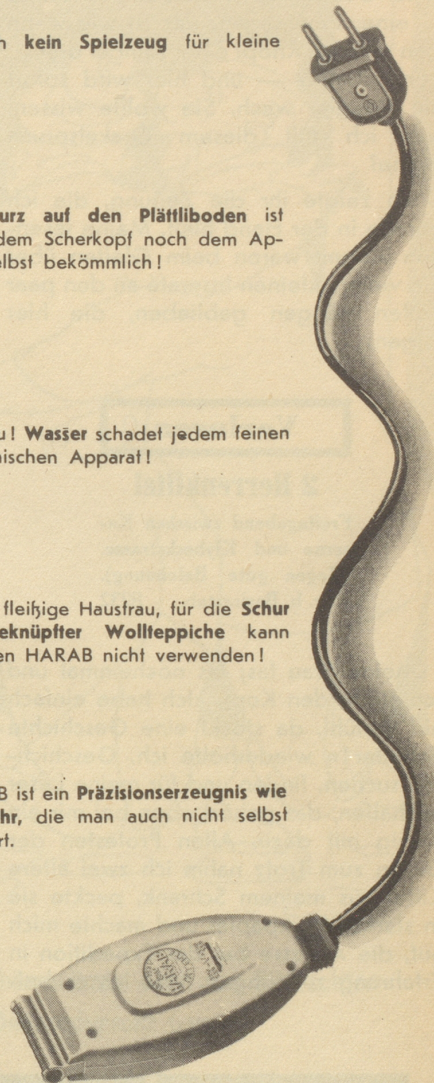 n kein Spielzeug für kleine
urz auf den Plättliboden ist
dem Scherkopf noch dem Ap-
elbst bekömmlich!
u! Wasser schadet jedem feinen
nischen Apparat!
fleißige Hausfrau, für die Schur
eknüpfter Wollteppiche kann
en HARAB nicht verwenden!
B ist ein Präzisionserzeugnis wie
hr, die man auch nicht selbst
rt.
HARAB